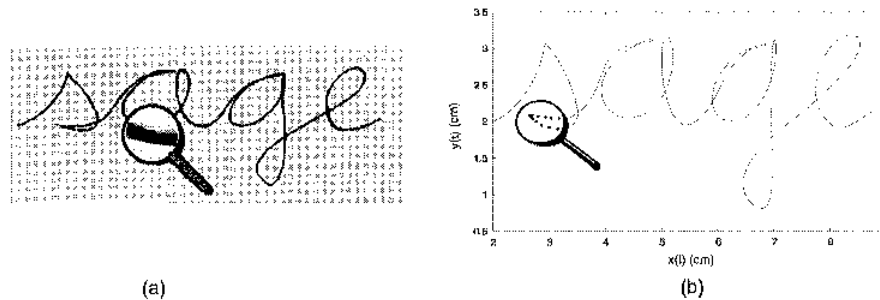 sage
(a)
3.5
3
2.5
2
1.5
1
0.5
y(t) (cm)
sage
2 3 4 5 6 7 8
x(t) (cm)
(b)